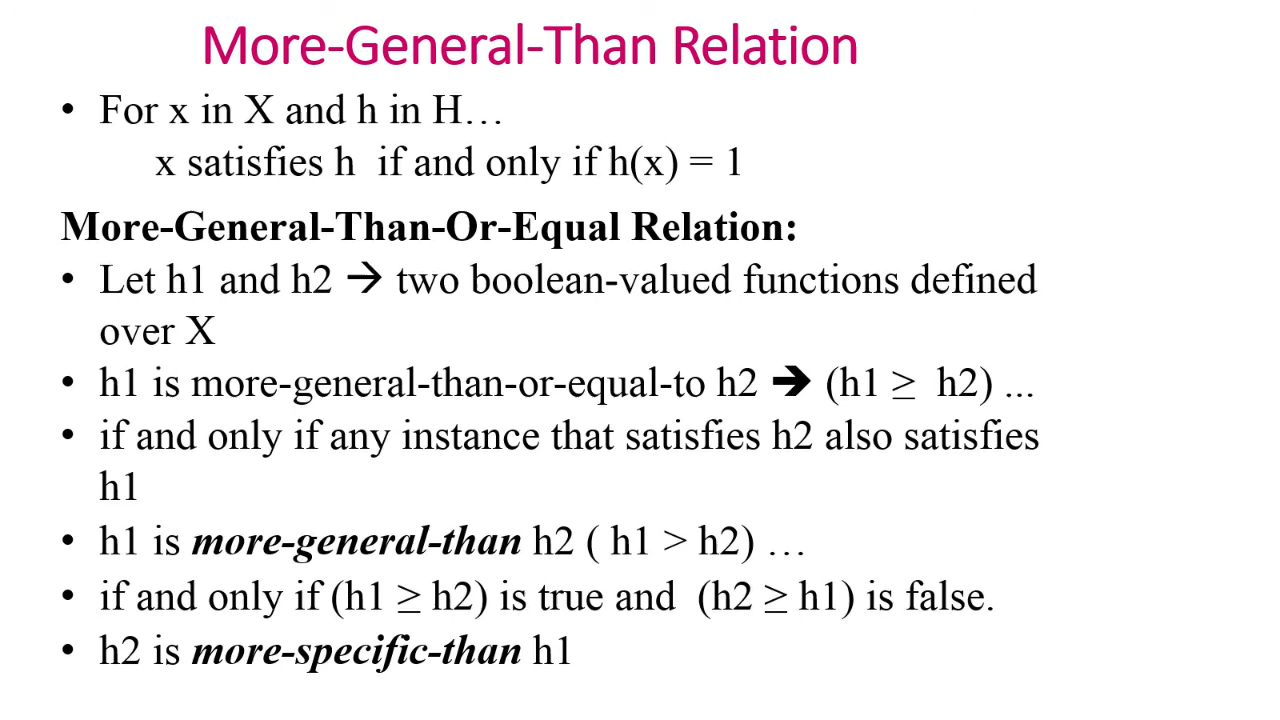 More-General-Than Relation
• For x in X and h in H…
x satisfies h if and only if h(x) = 1
More-General-Than-Or-Equal Relation:
• Let h1 and h2 → two boolean-valued functions defined
over X
• h1 is more-general-than-or-equal-to h2 ➔ (h1 ≥ h2) ...
• if and only if any instance that satisfies h2 also satisfies
h1
• h1 is more-general-than h2 ( h1 > h2) …
• if and only if (h1 ≥ h2) is true and (h2 ≥ h1) is false.
• h2 is more-specific-than h1